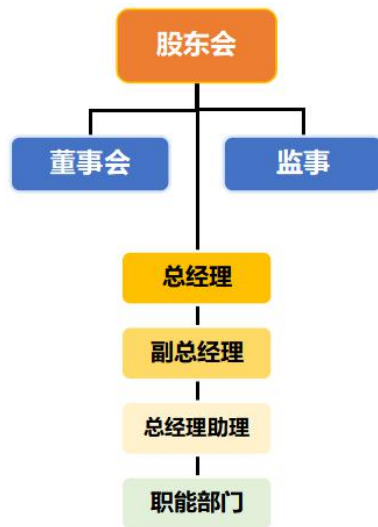 股东会
董事会
监事
总经理
副总经理
总经理助理
职能部门